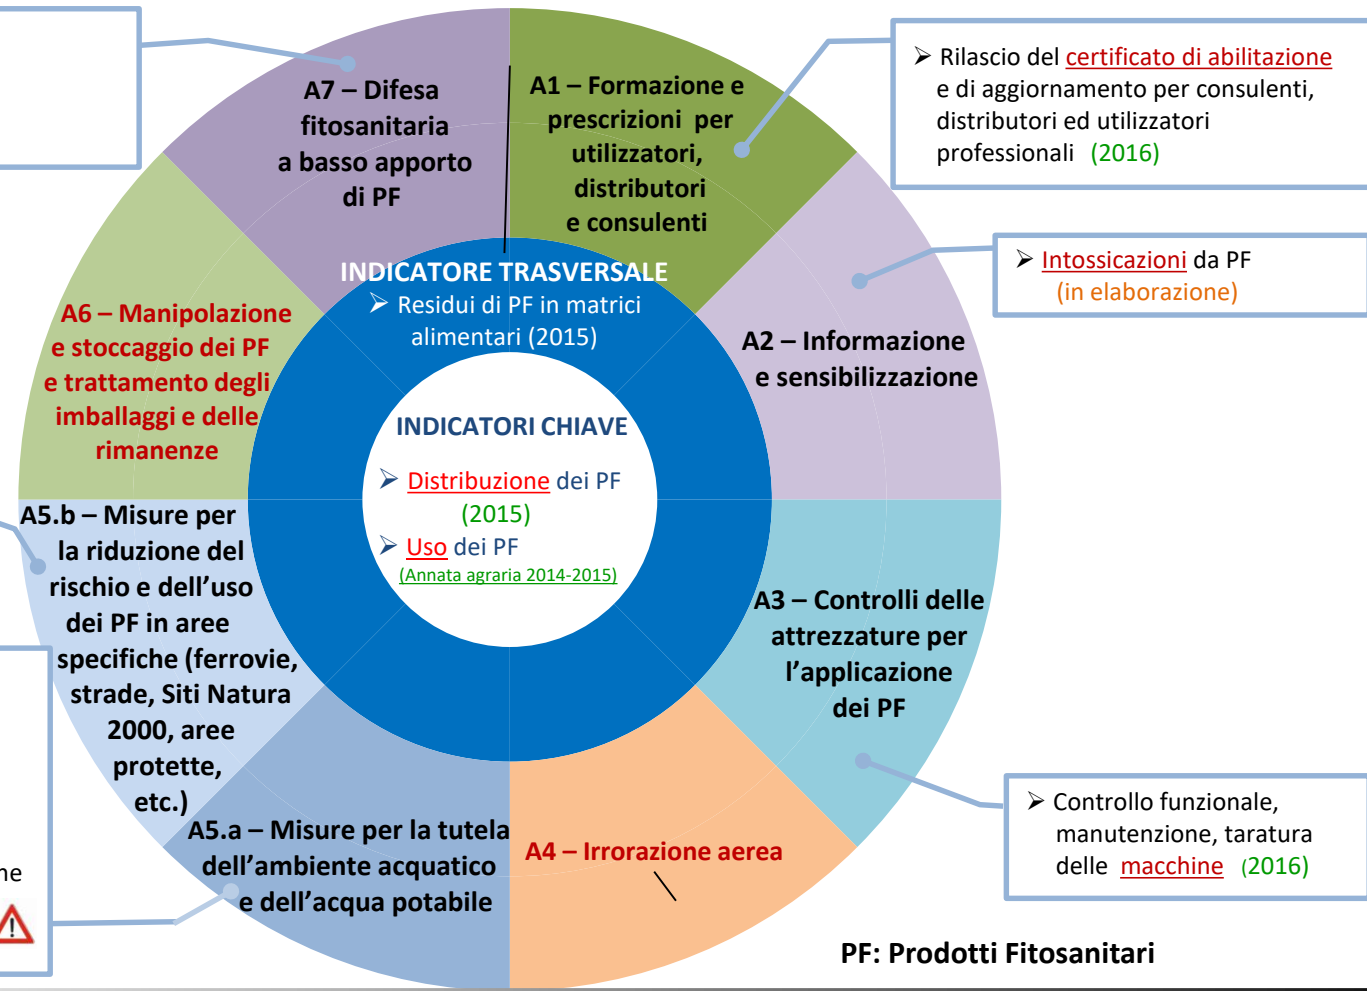 A7 – Difesa
fitosanitaria
a basso apporto
di PF
A1 – Formazione e
prescrizioni per
utilizzatori,
distributori
e consulenti
➢ Rilascio del certificato di abilitazione
e di aggiornamento per consulenti,
distributori ed utilizzatori
professionali (2016)
➢ Intossicazioni da PF
(in elaborazione)
INDICATORE TRASVERSALE
➢ Residui di PF in matrici
alimentari (2015)
A6 – Manipolazione
e stoccaggio dei PF
e trattamento degli
imballaggi e delle
rimanenze
A2 – Informazione
e sensibilizzazione
INDICATORI CHIAVE
➢ Distribuzione dei PF
(2015)
➢ Uso dei PF
(Annata agraria 2014-2015)
A5.b – Misure per
la riduzione del
rischio e dell’uso
dei PF in aree
specifiche (ferrovie,
strade, Siti Natura
2000, aree
protette,
etc.)
A3 – Controlli delle
attrezzature per
l’applicazione
dei PF
➢ Controllo funzionale,
manutenzione, taratura
delle macchine (2016)
A5.a – Misure per la tutela
dell’ambiente acquatico
e dell’acqua potabile
A4 – Irrorazione aerea
ne
PF: Prodotti Fitosanitari